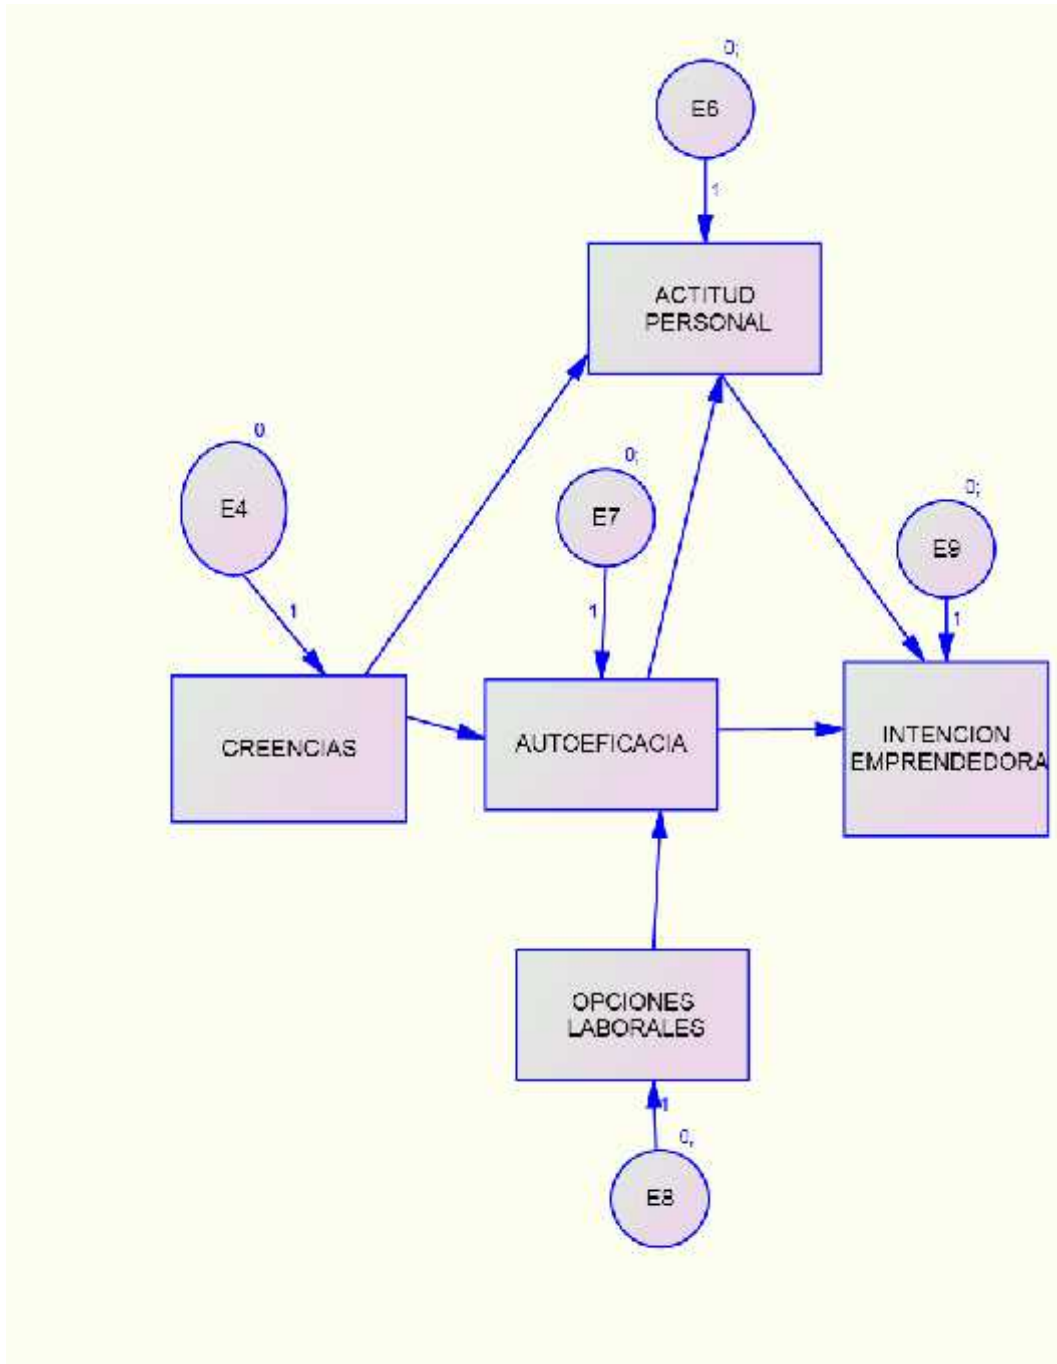 0;
E6
1
ACTITUD
PERSONAL
0;
E4
1
0;
E7
1
0;
E9
1
CREENCIAS
AUTOEFICACIA
INTENCION
EMPRENDEDORA
OPCIONES
LABORALES
1
0;
E8